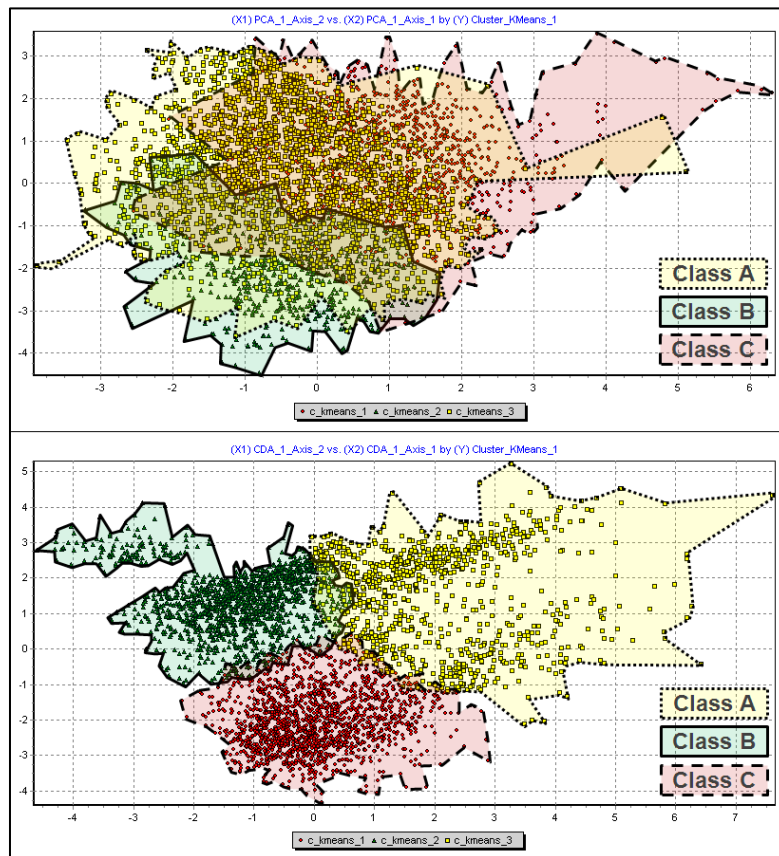 (X1) PCA_1_Axis_2 vs. (X2) PCA_1_Axis_1 by (Y) Cluster_KMeans_1
3
2
1
0
-1
-2
-3
-4
Class A
Class B
Class C
-3 -2 -1 0 1 2 3 4 5 6
c_kmeans_1 c_kmeans_2 c_kmeans_3
(X1) CDA_1_Axis_2 vs. (X2) CDA_1_Axis_1 by (Y) Cluster_KMeans_1
5
4
3
2
1
0
-1
-2
-3
-4
Class A
Class B
Class C
-4 -3 -2 -1 0 1 2 3 4 5 6 7
c_kmeans_1 c_kmeans_2 c_kmeans_3